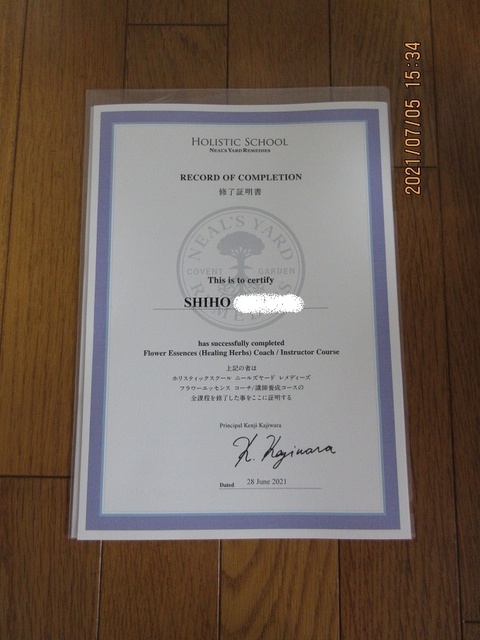 HOLISTIC SCHOOL
NEAL'S YARD REMEDIES
RECORD OF COMPLETION
修了証明書
NEAL'S YARD
COVENT GARDEN
This is to certify
SHIHO
has successfully completed
Flower Essences (Healing Herbs) Coach / Instructor Course
上記の者は
ホリスティックスクール ニールズヤード レメディーズ
フラワーエッセンス コーチ/講師養成コースの
全課程を修了した事をここに証明する
Principal Kenji Kajiwara
K. Kajiwara
Dated 28 June 2021
2021/07/05 15:34